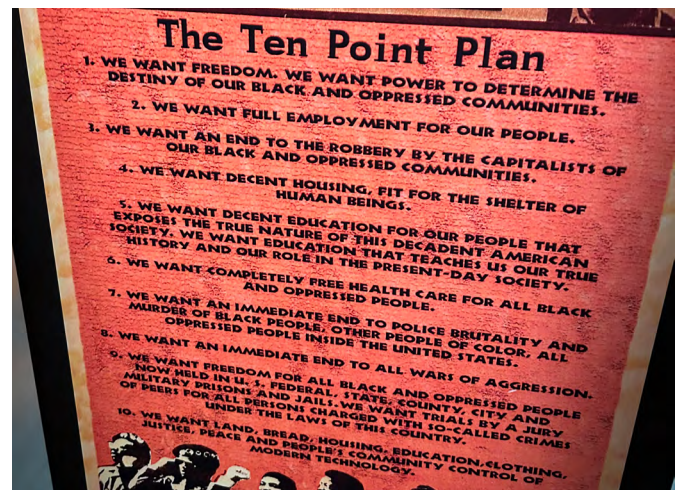 The Ten Point Plan
1. WE WANT FREEDOM. WE WANT POWER TO DETERMINE THE
DESTINY OF OUR BLACK AND OPPRESSED COMMUNITIES.
2. WE WANT FULL EMPLOYMENT FOR OUR PEOPLE.
3. WE WANT AN END TO THE ROBBERY BY THE CAPITALISTS OF
OUR BLACK AND OPPRESSED COMMUNITIES.
4. WE WANT DECENT HOUSING, FIT FOR THE SHELTER OF
HUMAN BEINGS.
5. WE WANT DECENT EDUCATION FOR OUR PEOPLE THAT
EXPOSES THE TRUE NATURE OF THIS DECADENT AMERICAN
SOCIETY. WE WANT EDUCATION THAT TEACHES US OUR TRUE
HISTORY AND OUR ROLE IN THE PRESENT-DAY SOCIETY.
6. WE WANT COMPLETELY FREE HEALTH CARE FOR ALL BLACK
AND OPPRESSED PEOPLE.
7. WE WANT AN IMMEDIATE END TO POLICE BRUTALITY AND
MURDER OF BLACK PEOPLE, OTHER PEOPLE OF COLOR, ALL
OPPRESSED PEOPLE INSIDE THE UNITED STATES.
8. WE WANT AN IMMEDIATE END TO ALL WARS OF AGGRESSION.
9. WE WANT FREEDOM FOR ALL BLACK AND OPPRESSED PEOPLE
NOW HELD IN U. S. FEDERAL, STATE, COUNTY, CITY AND
MILITARY PRISONS AND JAILS. WE WANT TRIALS BY A JURY
OF PEERS FOR ALL PERSONS CHARGED WITH SO-CALLED CRIMES
UNDER THE LAWS OF THIS COUNTRY.
10. WE WANT LAND, BREAD, HOUSING, EDUCATION, CLOTHING,
JUSTICE, PEACE AND PEOPLE'S COMMUNITY CONTROL OF
MODERN TECHNOLOGY.